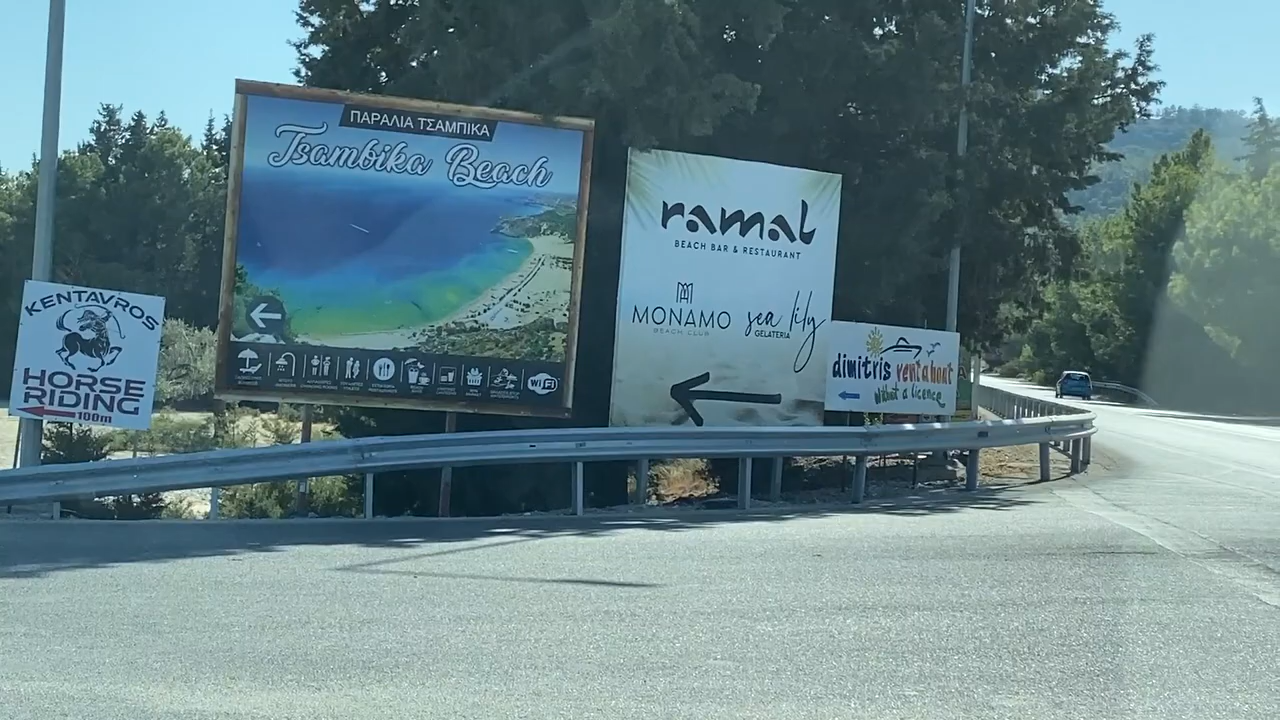 KENTAVROS
HORSE
RIDING
100m
ΠΑΡΑΛΙΑ ΤΣΑΜΠΙΚΑ
Tsambika Beach
WiFi
ramal
BEACH BAR & RESTAURANT
MONAMO
BEACH CLUB
sea lily
GELATERIA
dimitris rent a boat
without a licence